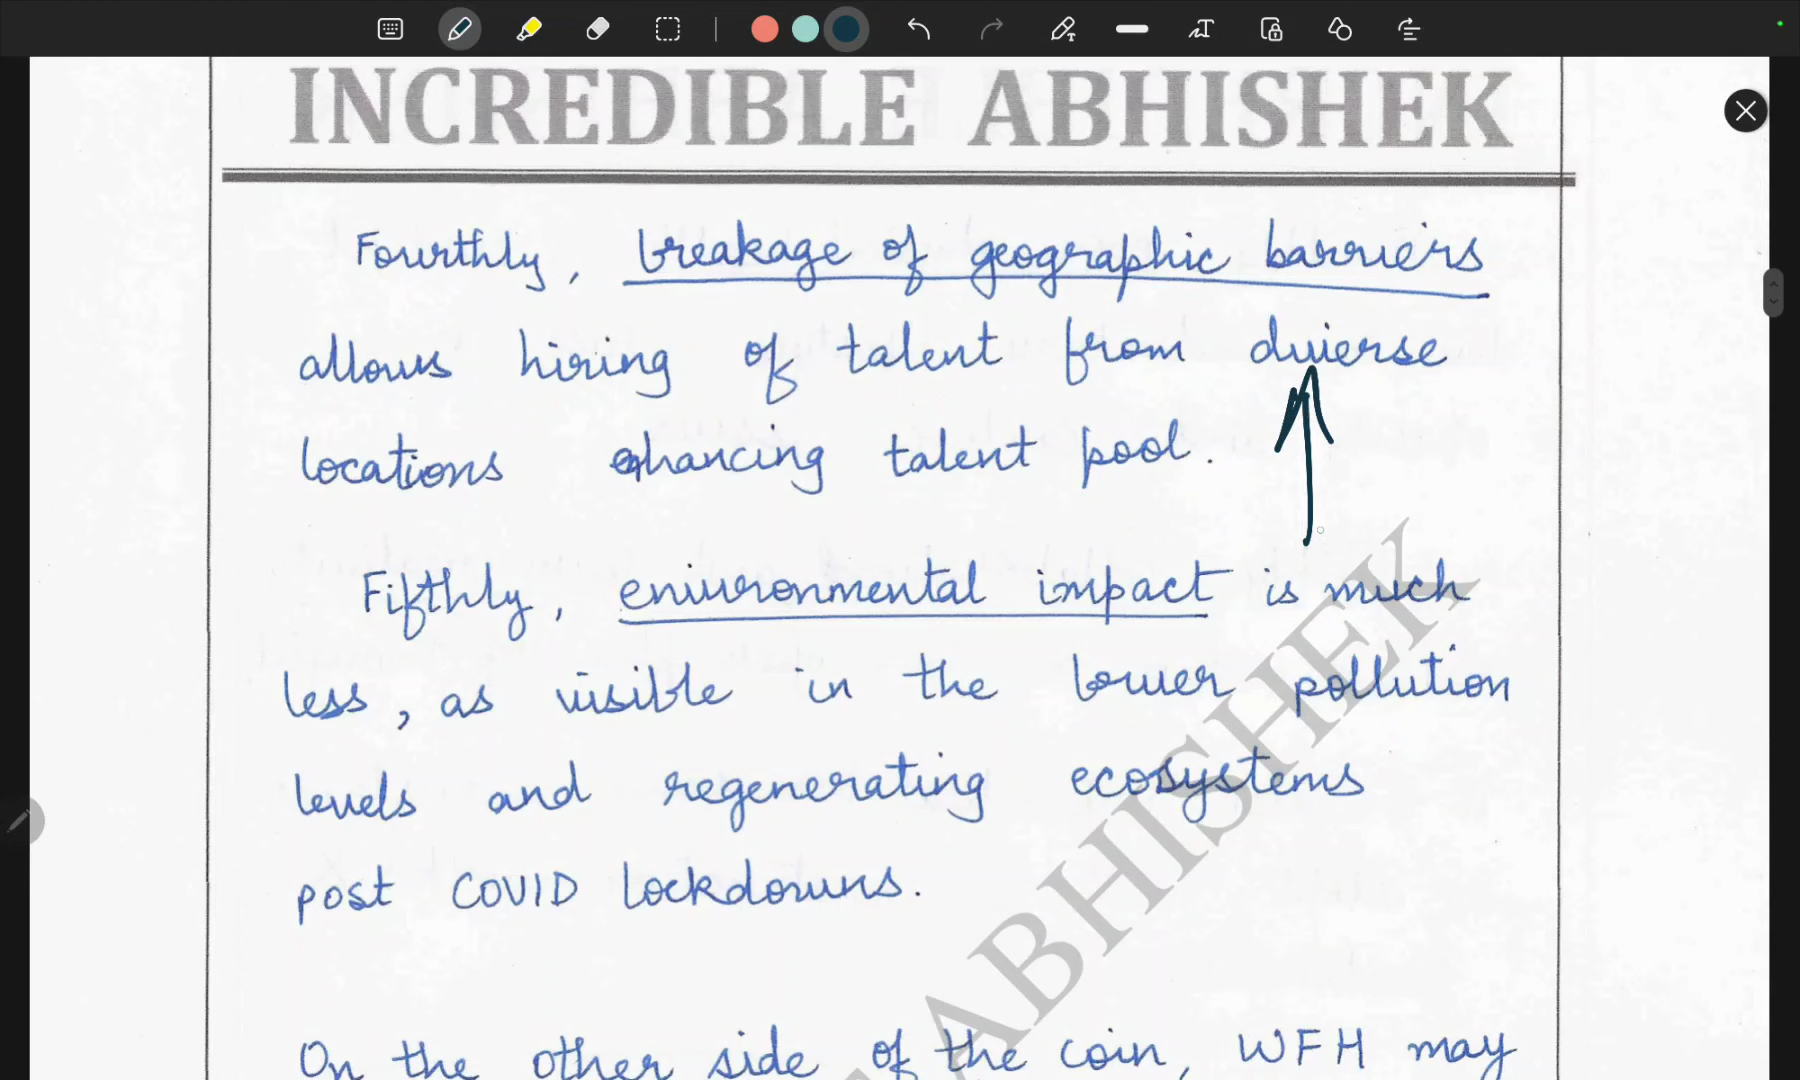 INCREDIBLE ABHISHEK
Fourthly, breakage of geographic barriers
allows hiring of talent from diverse
locations enhancing talent pool.
Fifthly, environmental impact is much
less, as visible in the lower pollution
levels and regenerating ecosystems
post COVID lockdowns.
ABHISHEK
On the other side of the coin, WFH may